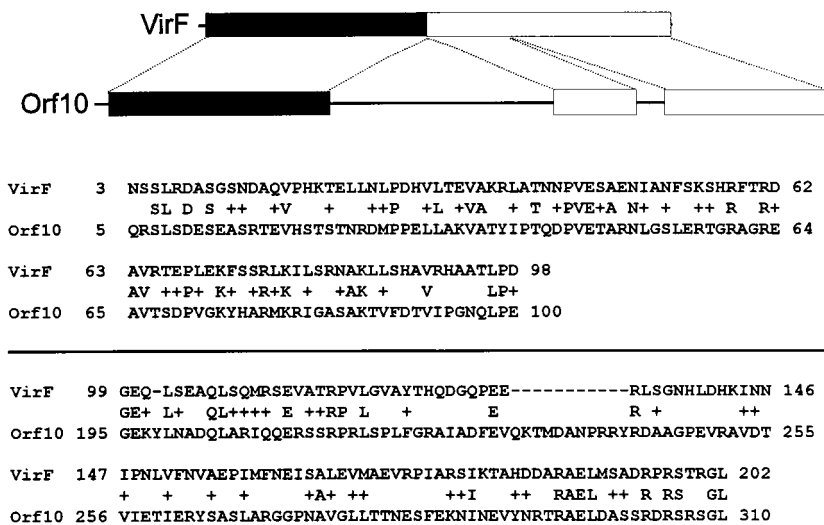 VirF
Orf10
VirF 3 NSSLRDASGSNDAQVPHKTELLNLPDHVLTEVAKRLATNNPVESAENIANFSKSHRFTRD 62
SL D S ++ +V + ++P +L +VA + T +PVE+A N+ + ++ R R+
Orf10 5 QRSLSDESEASRTEVHSTSTNRDMPPELLAKVATYIPTQDPVETARNLGSLERTGRAGRE 64
VirF 63 AVRTEPLEKFSSRLKILSRNAKLLSHAVRHAATLPD 98
AV ++P+ K+ +R+K + +AK + V LP+
Orf10 65 AVTSDPVGKYHARMKRIGASAKTVFDTVIPGNQLPE 100
VirF 99 GEQ-LSEAQLSQMRSEVATRPVLGVAYTHQDGQPEE------------RLSGNHLDHKINN 146
GE+ L+ QL++++ E ++RP L + E R + ++
Orf10 195 GEKYLNADQLARIQQERSSRPRLSPLFGRAIADFEVQKTMDANPRRYRDAAGPEVRAVDT 255
VirF 147 IPNLVFNVAEPIMFNEISALEVMAEVRPIARSIKTAHDDARAELMSADRPRSTRGL 202
+ + + + +A+ ++ ++I ++ RAEL ++ R RS GL
Orf10 256 VIETIERYSASLARGGPNAVGLLTTNESFEKNINEVYNRTRAELDASSRDRSRSGL 310